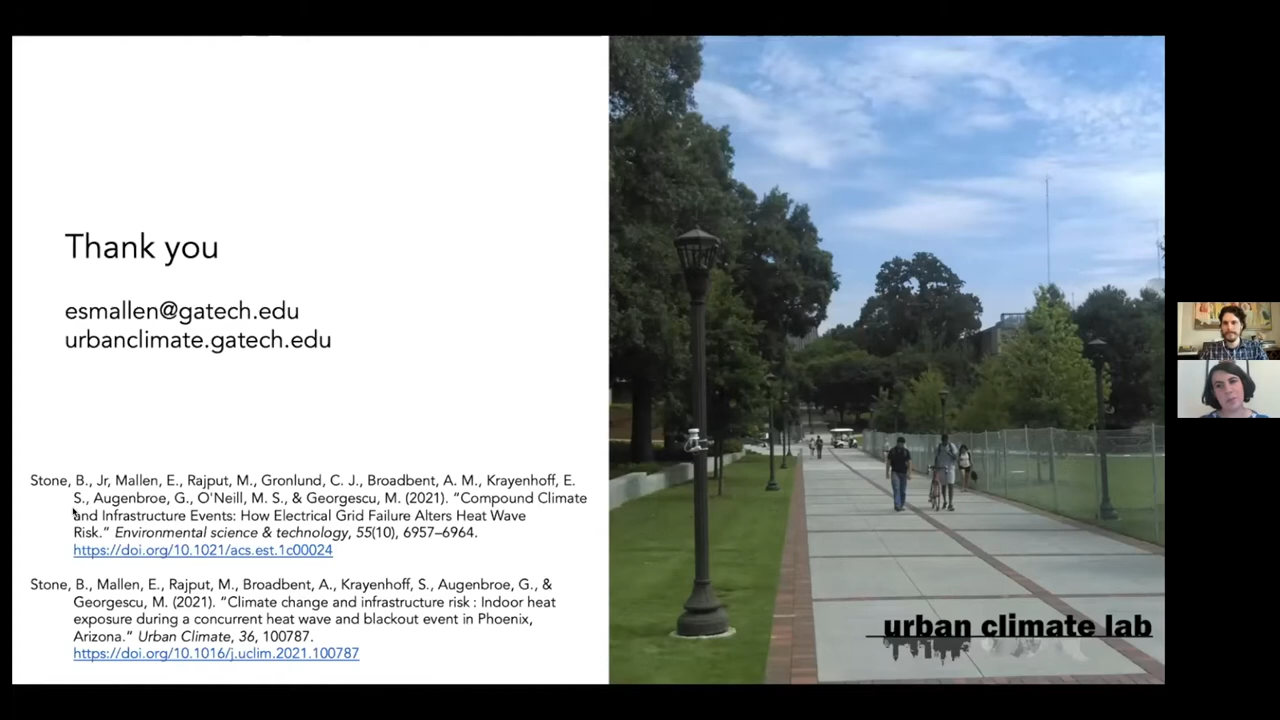 Thank you
esmallen@gatech.edu
urbanclimate.gatech.edu
Stone, B., Jr, Mallen, E., Rajput, M., Gronlund, C. J., Broadbent, A. M., Krayenhoff, E.
S., Augenbroe, G., O'Neill, M. S., & Georgescu, M. (2021). “Compound Climate
and Infrastructure Events: How Electrical Grid Failure Alters Heat Wave
Risk.” Environmental science & technology, 55(10), 6957–6964.
https://doi.org/10.1021/acs.est.1c00024
Stone, B., Mallen, E., Rajput, M., Broadbent, A., Krayenhoff, S., Augenbroe, G., &
Georgescu, M. (2021). “Climate change and infrastructure risk : Indoor heat
exposure during a concurrent heat wave and blackout event in Phoenix,
Arizona.” Urban Climate, 36, 100787.
https://doi.org/10.1016/j.uclim.2021.100787
urban climate lab